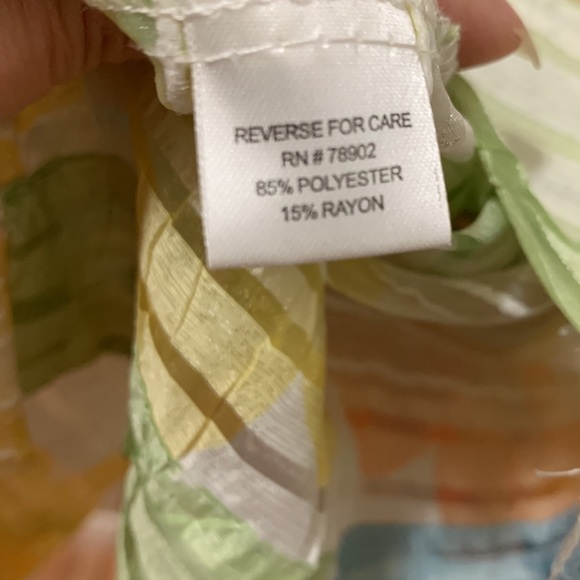 REVERSE FOR CARE
RN # 78902
85% POLYESTER
15% RAYON